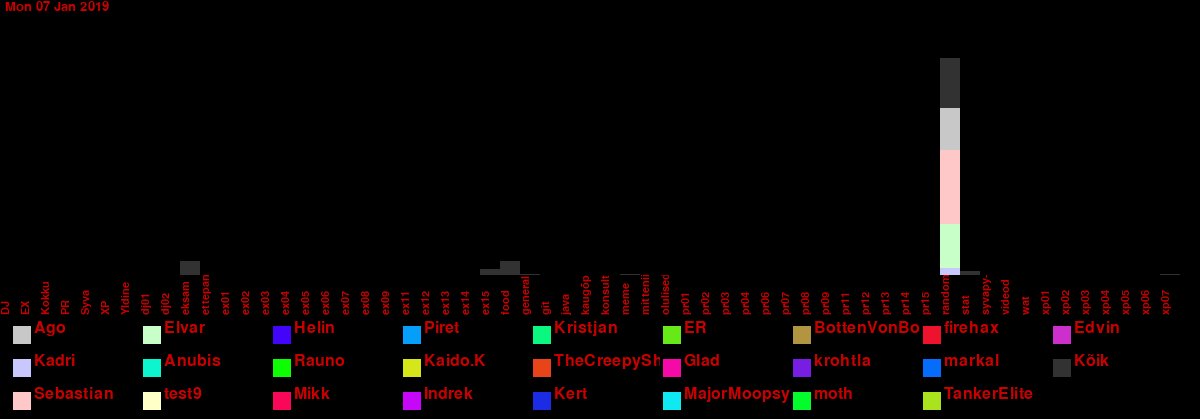 Mon 07 Jan 2019
DJ EX Kokku PR Syva XP Yldine dj01 dj02 eksam ettepan ex01 ex02 ex03 ex04 ex05 ex06 ex07 ex08 ex09 ex11 ex12 ex13 ex14 ex15 food general git java kaugõp konsult meme mittenii olulised pr01 pr02 pr03 pr04 pr06 pr07 pr08 pr09 pr11 pr12 pr13 pr14 pr15 random stat syvapy- videod wat xp01 xp02 xp03 xp04 xp05 xp06 xp07
Ago Elvar Helin Piret Kristjan ER BottenVonBo firehax Edvin
Kadri Anubis Rauno Kaido.K TheCreepySh Glad krohtla markal Kõik
Sebastian test9 Mikk Indrek Kert MajorMoopsy moth TankerElite